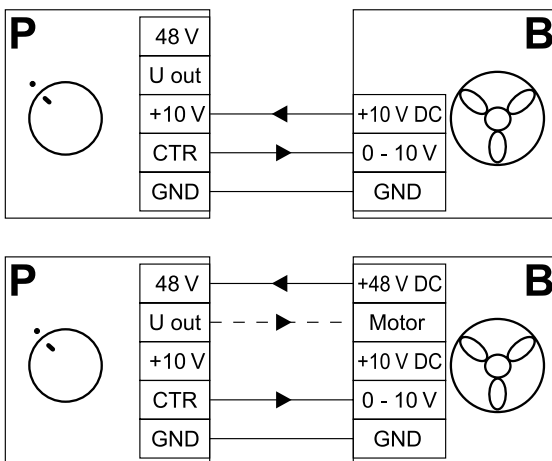 P
48 V
U out
+10 V
CTR
GND
B
+10 V DC
0 - 10 V
GND
P
48 V
U out
+10 V
CTR
GND
B
+48 V DC
Motor
+10 V DC
0 - 10 V
GND